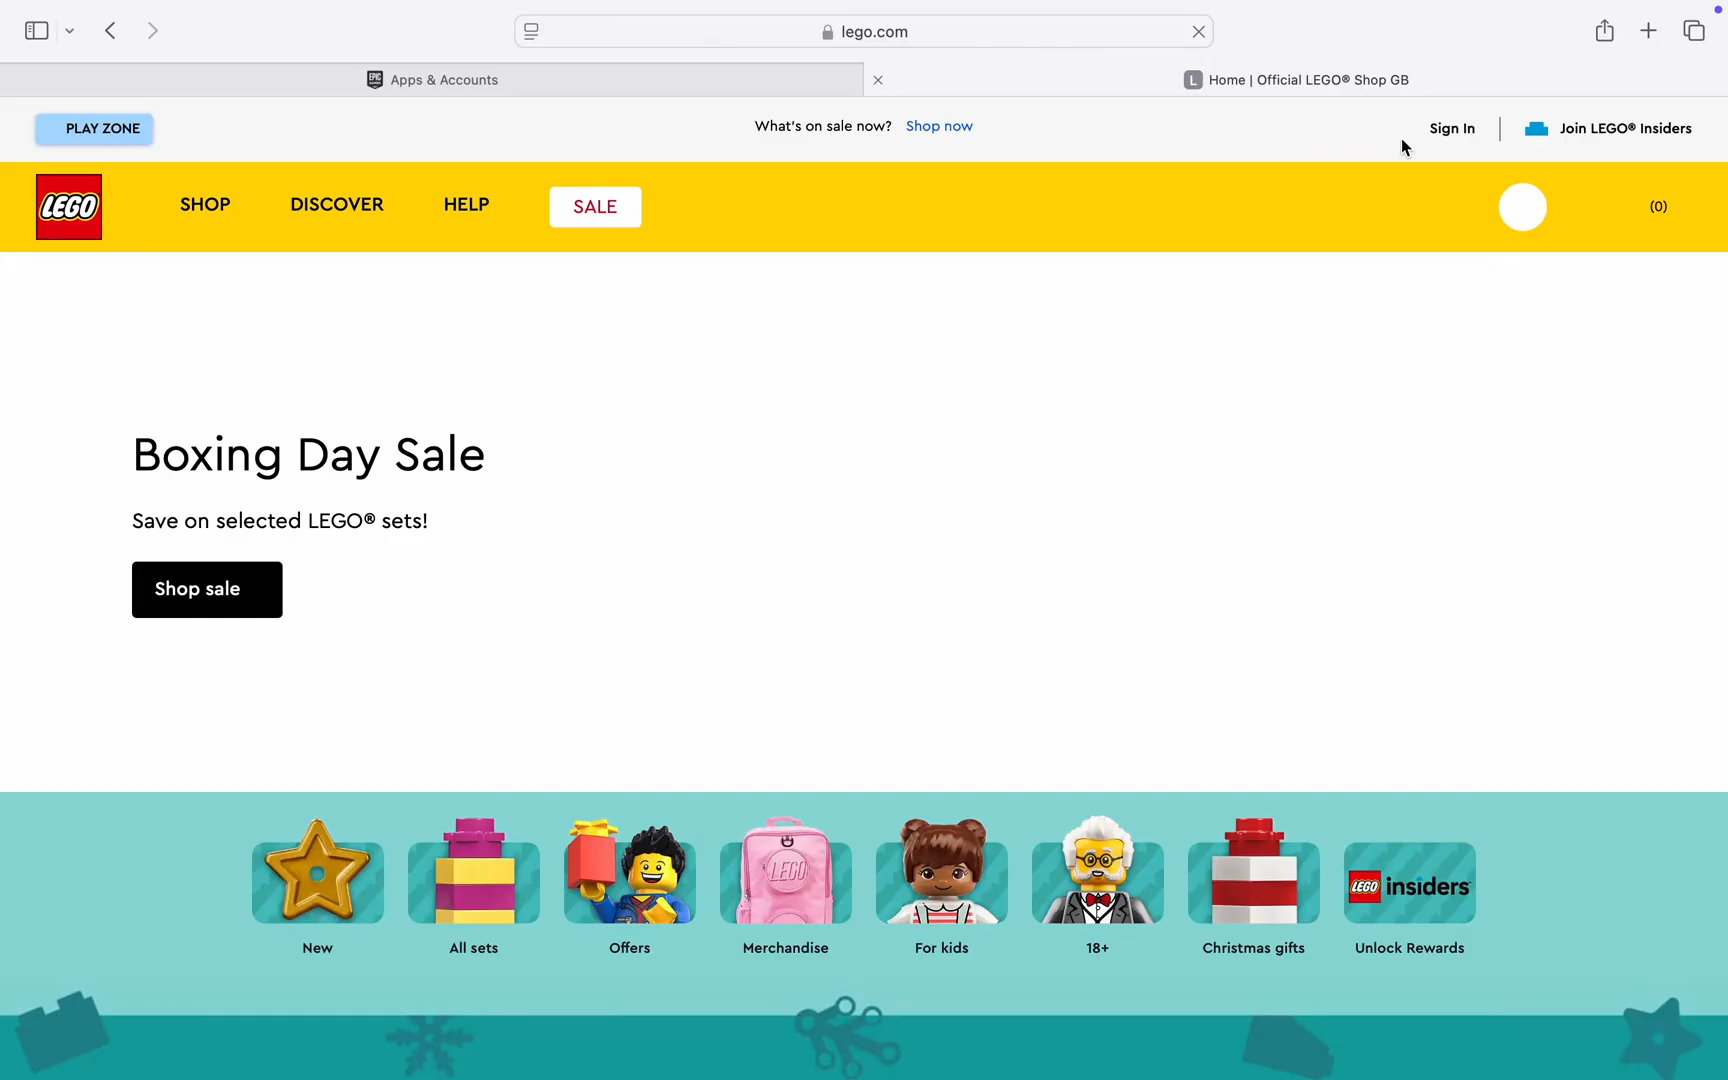 lego.com
Apps & Accounts
Home | Official LEGO® Shop GB
PLAY ZONE
What's on sale now? Shop now
Sign In
Join LEGO® Insiders
LEGO
SHOP
DISCOVER
HELP
SALE
(0)
Boxing Day Sale
Save on selected LEGO® sets!
Shop sale
LEGO
LEGO insiders
New
All sets
Offers
Merchandise
For kids
18+
Christmas gifts
Unlock Rewards